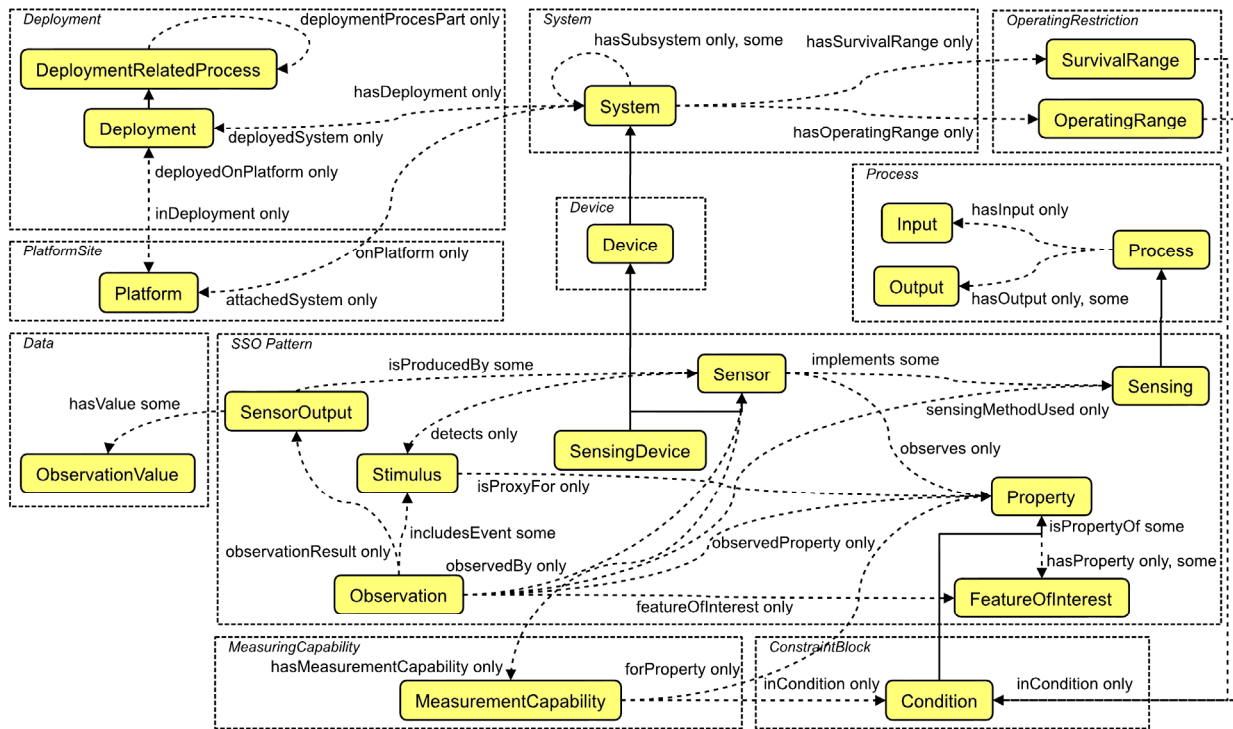 Deployment
deploymentProcesPart only
DeploymentRelatedProcess
Deployment
hasDeployment only
deployedSystem only
deployedOnPlatform only
inDeployment only
System
hasSubsystem only, some
System
hasSurvivalRange only
hasOperatingRange only
OperatingRestriction
SurvivalRange
OperatingRange
PlatformSite
Platform
onPlatform only
attachedSystem only
Device
Device
Process
Input
hasInput only
Process
Output
hasOutput only, some
Data
hasValue some
ObservationValue
SSO Pattern
isProducedBy some
Sensor
implements some
Sensing
SensorOutput
sensingMethodUsed only
detects only
SensingDevice
observes only
Stimulus
isProxyFor only
Property
includesEvent some
isPropertyOf some
observationResult only
observedBy only
observedProperty only
hasProperty only, some
Observation
featureOfInterest only
FeatureOfInterest
MeasuringCapability
hasMeasurementCapability only
forProperty only
MeasurementCapability
ConstraintBlock
inCondition only
Condition
inCondition only